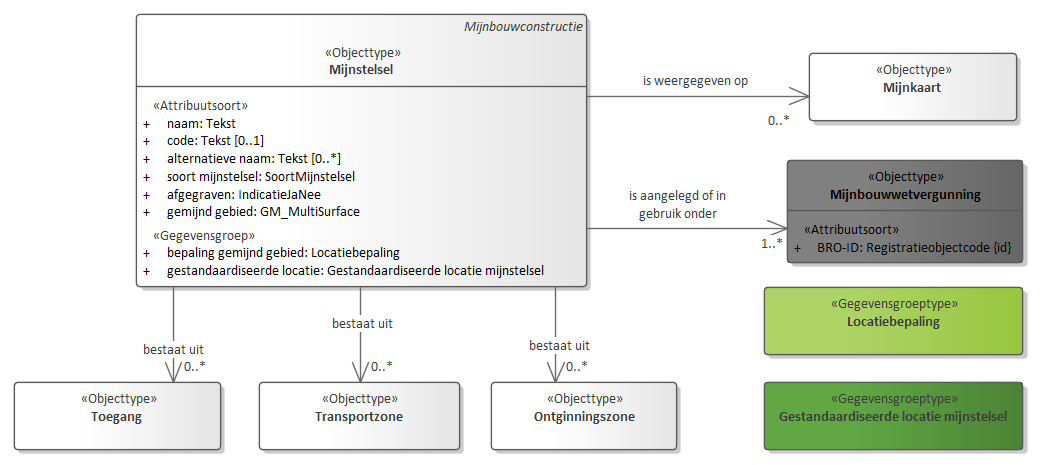 Mijnbouwconstructie
«Objecttype»
Mijnstelsel
«Attribuutsoort»
+ naam: Tekst
+ code: Tekst [0..1]
+ alternatieve naam: Tekst [0..*]
+ soort mijnstelsel: SoortMijnstelsel
+ afgegraven: IndicatieJaNee
+ gemijnd gebied: GM_MultiSurface
«Gegevensgroep»
+ bepaling gemijnd gebied: Locatiebepaling
+ gestandaardiseerde locatie: Gestandaardiseerde locatie mijnstelsel
is weergegeven op
0..*
«Objecttype»
Mijnkaart
is aangelegd of in
gebruik onder
1..*
«Objecttype»
Mijnbouwwetvergunning
«Attribuutsoort»
+ BRO-ID: Registratieobjectcode {id}
«Gegevensgroeptype»
Locatiebepaling
«Gegevensgroeptype»
Gestandaardiseerde locatie mijnstelsel
bestaat uit
0..*
bestaat uit
0..*
bestaat uit
0..*
«Objecttype»
Toegang
«Objecttype»
Transportzone
«Objecttype»
Ontginningszone